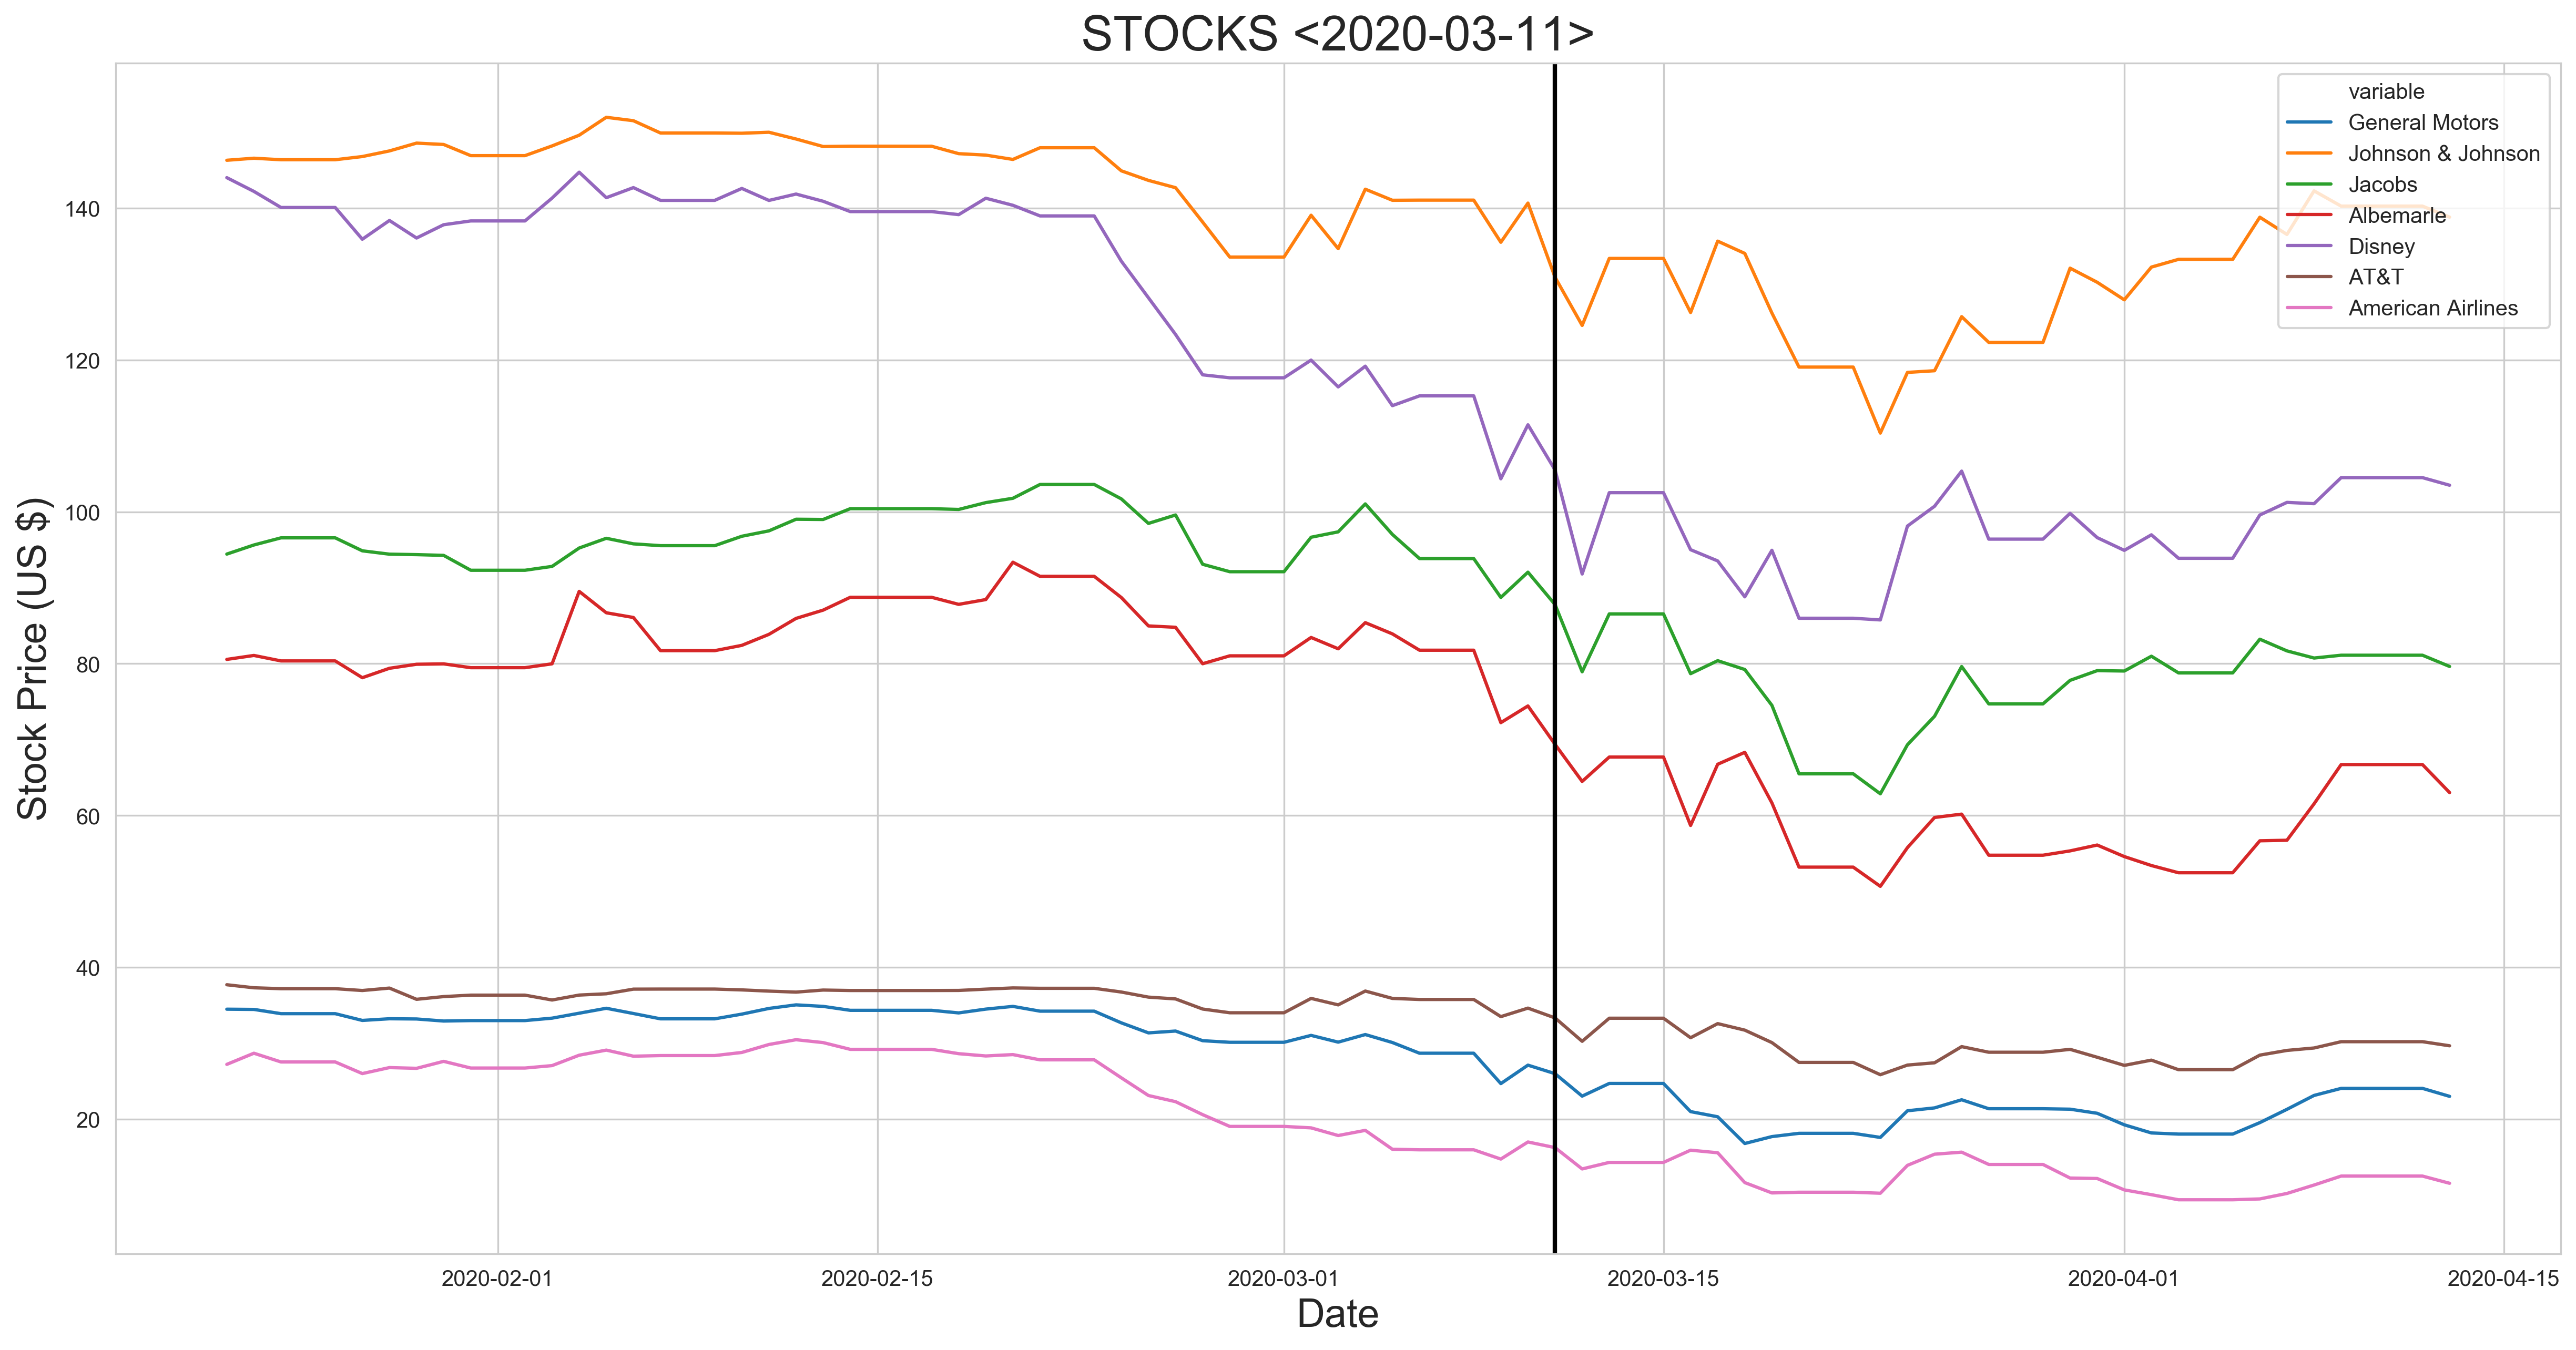 STOCKS <2020-03-11>
variable
General Motors
Johnson & Johnson
Jacobs
Albemarle
Disney
AT&T
American Airlines
Stock Price (US $)
140
120
100
80
60
40
20
2020-02-01
2020-02-15
2020-03-01
2020-03-15
2020-04-01
2020-04-15
Date